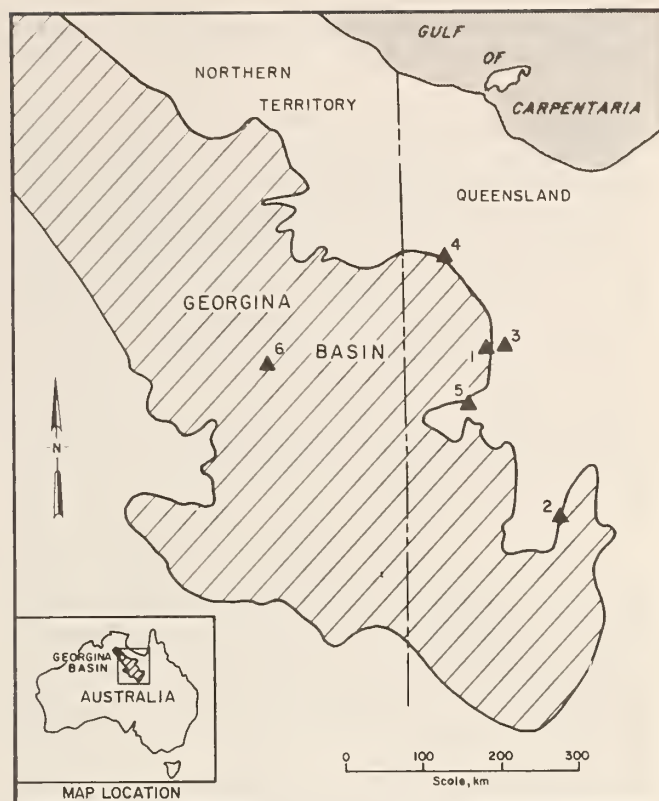 GULF
OF
CARPENTARIA
NORTHERN
TERRITORY
QUEENSLAND
4
GEORGINA
BASIN
6
1
3
5
N
2
GEORGINA
BASIN
AUSTRALIA
MAP LOCATION
0 100 200 300
Scale, km